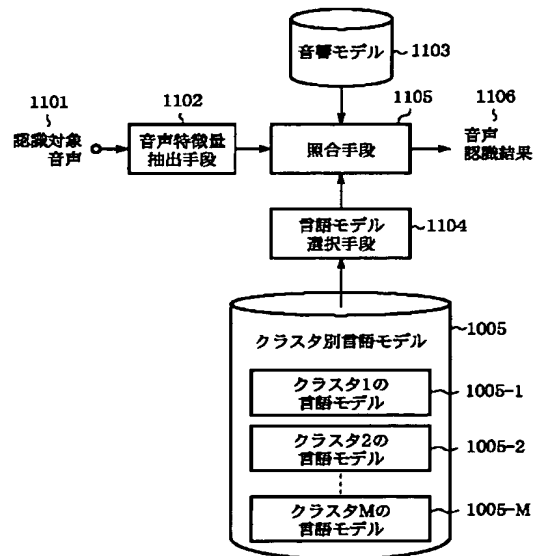 音響モデル
1103
1101
認識対象
音声
1102
音声特徴量
抽出手段
1105
照合手段
1106
音声
認識結果
言語モデル
選択手段
1104
1005
クラスタ別言語モデル
クラスタ1の
言語モデル
1005-1
クラスタ2の
言語モデル
1005-2
クラスタMの
言語モデル
1005-M